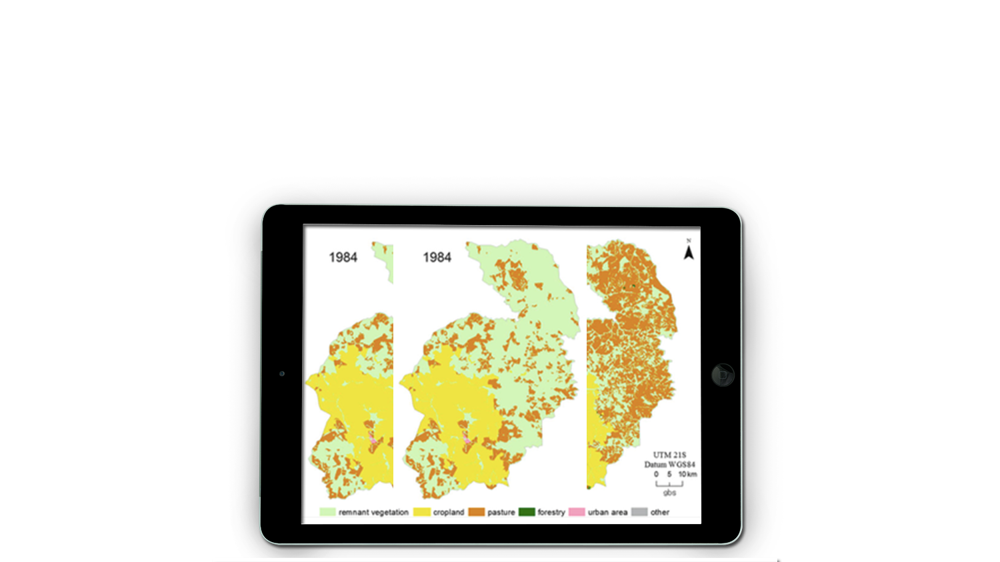 1984
1984
N
UTM 21S
Datum WGS84
0 5 10 km
gbs
remnant vegetation cropland pasture forestry urban area other